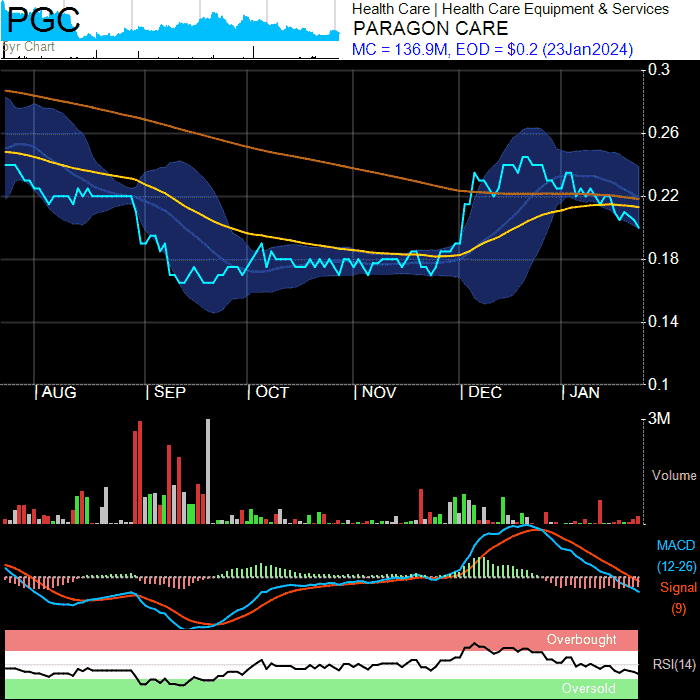 PGC
5yr Chart
Health Care | Health Care Equipment & Services
PARAGON CARE
MC = 136.9M, EOD = $0.2 (23Jan2024)
0.3
0.26
0.22
0.18
0.14
0.1
| AUG | SEP | OCT | NOV | DEC | JAN
3M
Volume
MACD
(12-26)
Signal
(9)
Overbought
RSI(14)
Oversold